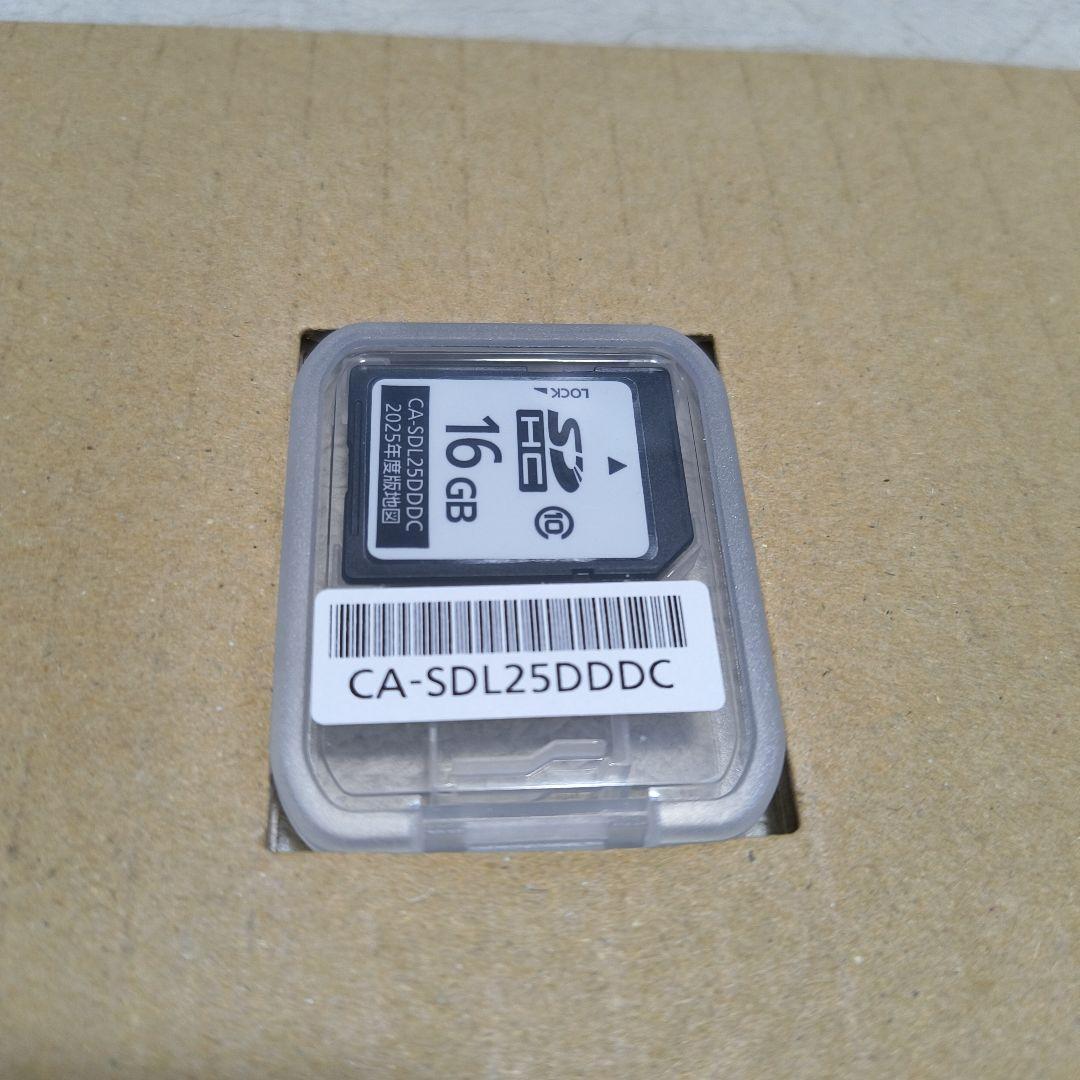 LOCK
SD
HC
10
16GB
CA-SDL25DDDC
2025年度版地図
CA-SDL25DDDC